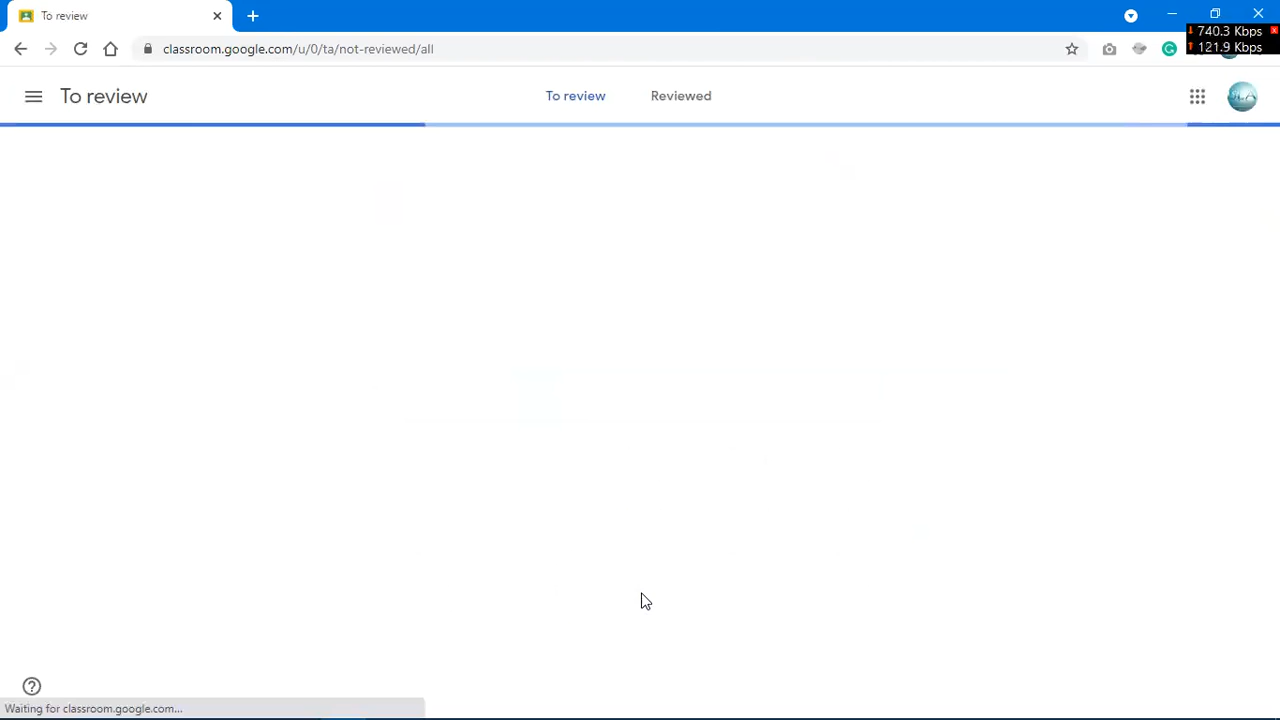 To review
classroom.google.com/u/0/ta/not-reviewed/all
740.3 Kbps
121.9 Kbps
To review
To review
Reviewed
Waiting for classroom.google.com...